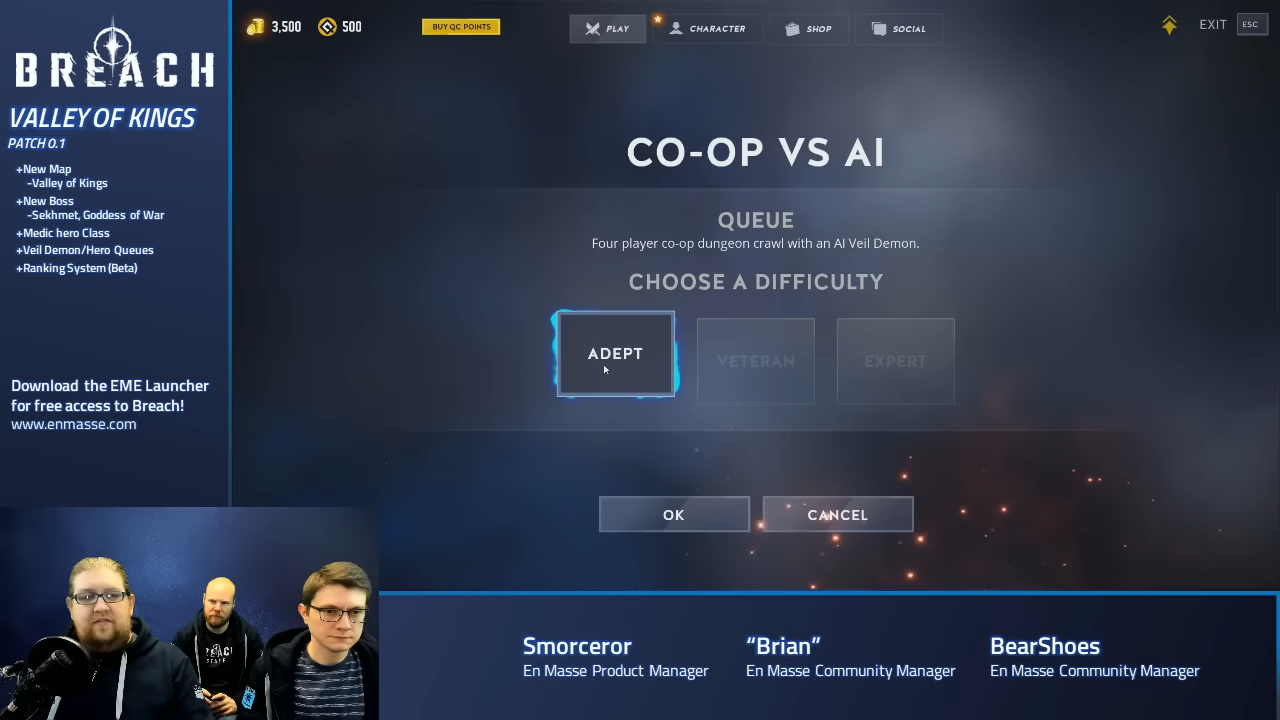 BREACH
VALLEY OF KINGS
PATCH 0.1
+New Map
-Valley of Kings
+New Boss
-Sekhmet, Goddess of War
+Medic hero Class
+Veil Demon/Hero Queues
+Ranking System (Beta)
Download the EME Launcher
for free access to Breach!
www.enmasse.com
3,500
500
BUY QC POINTS
PLAY
CHARACTER
SHOP
SOCIAL
EXIT
ESC
CO-OP VS AI
QUEUE
Four player co-op dungeon crawl with an AI Veil Demon.
CHOOSE A DIFFICULTY
ADEPT
VETERAN
EXPERT
OK
CANCEL
Smorceror
En Masse Product Manager
"Brian"
En Masse Community Manager
BearShoes
En Masse Community Manager